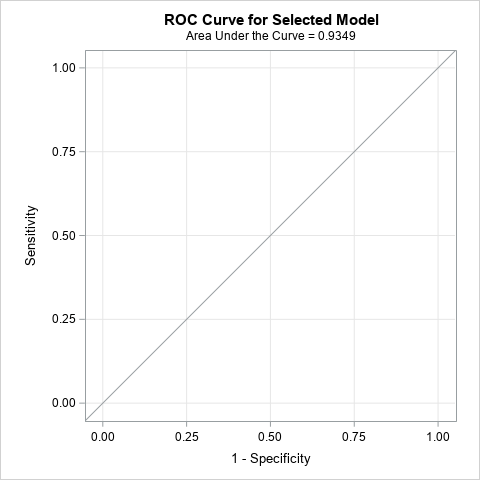 ROC Curve for Selected Model
Area Under the Curve = 0.9349
1.00
0.75
0.50
0.25
0.00
Sensitivity
0.00 0.25 0.50 0.75 1.00
1 - Specificity